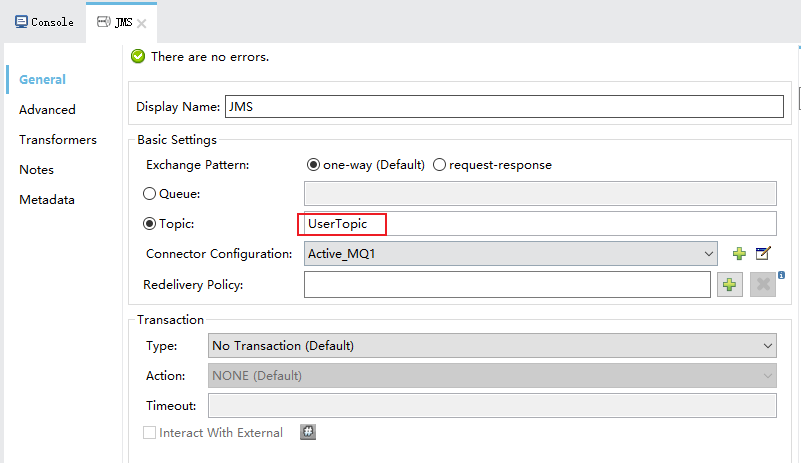 Console JMS
There are no errors.
General
Advanced
Transformers
Notes
Metadata
Display Name: JMS
Basic Settings
Exchange Pattern: one-way (Default) request-response
Queue:
Topic: UserTopic
Connector Configuration: Active_MQ1
Redelivery Policy:
Transaction
Type: No Transaction (Default)
Action: NONE (Default)
Timeout:
Interact With External #